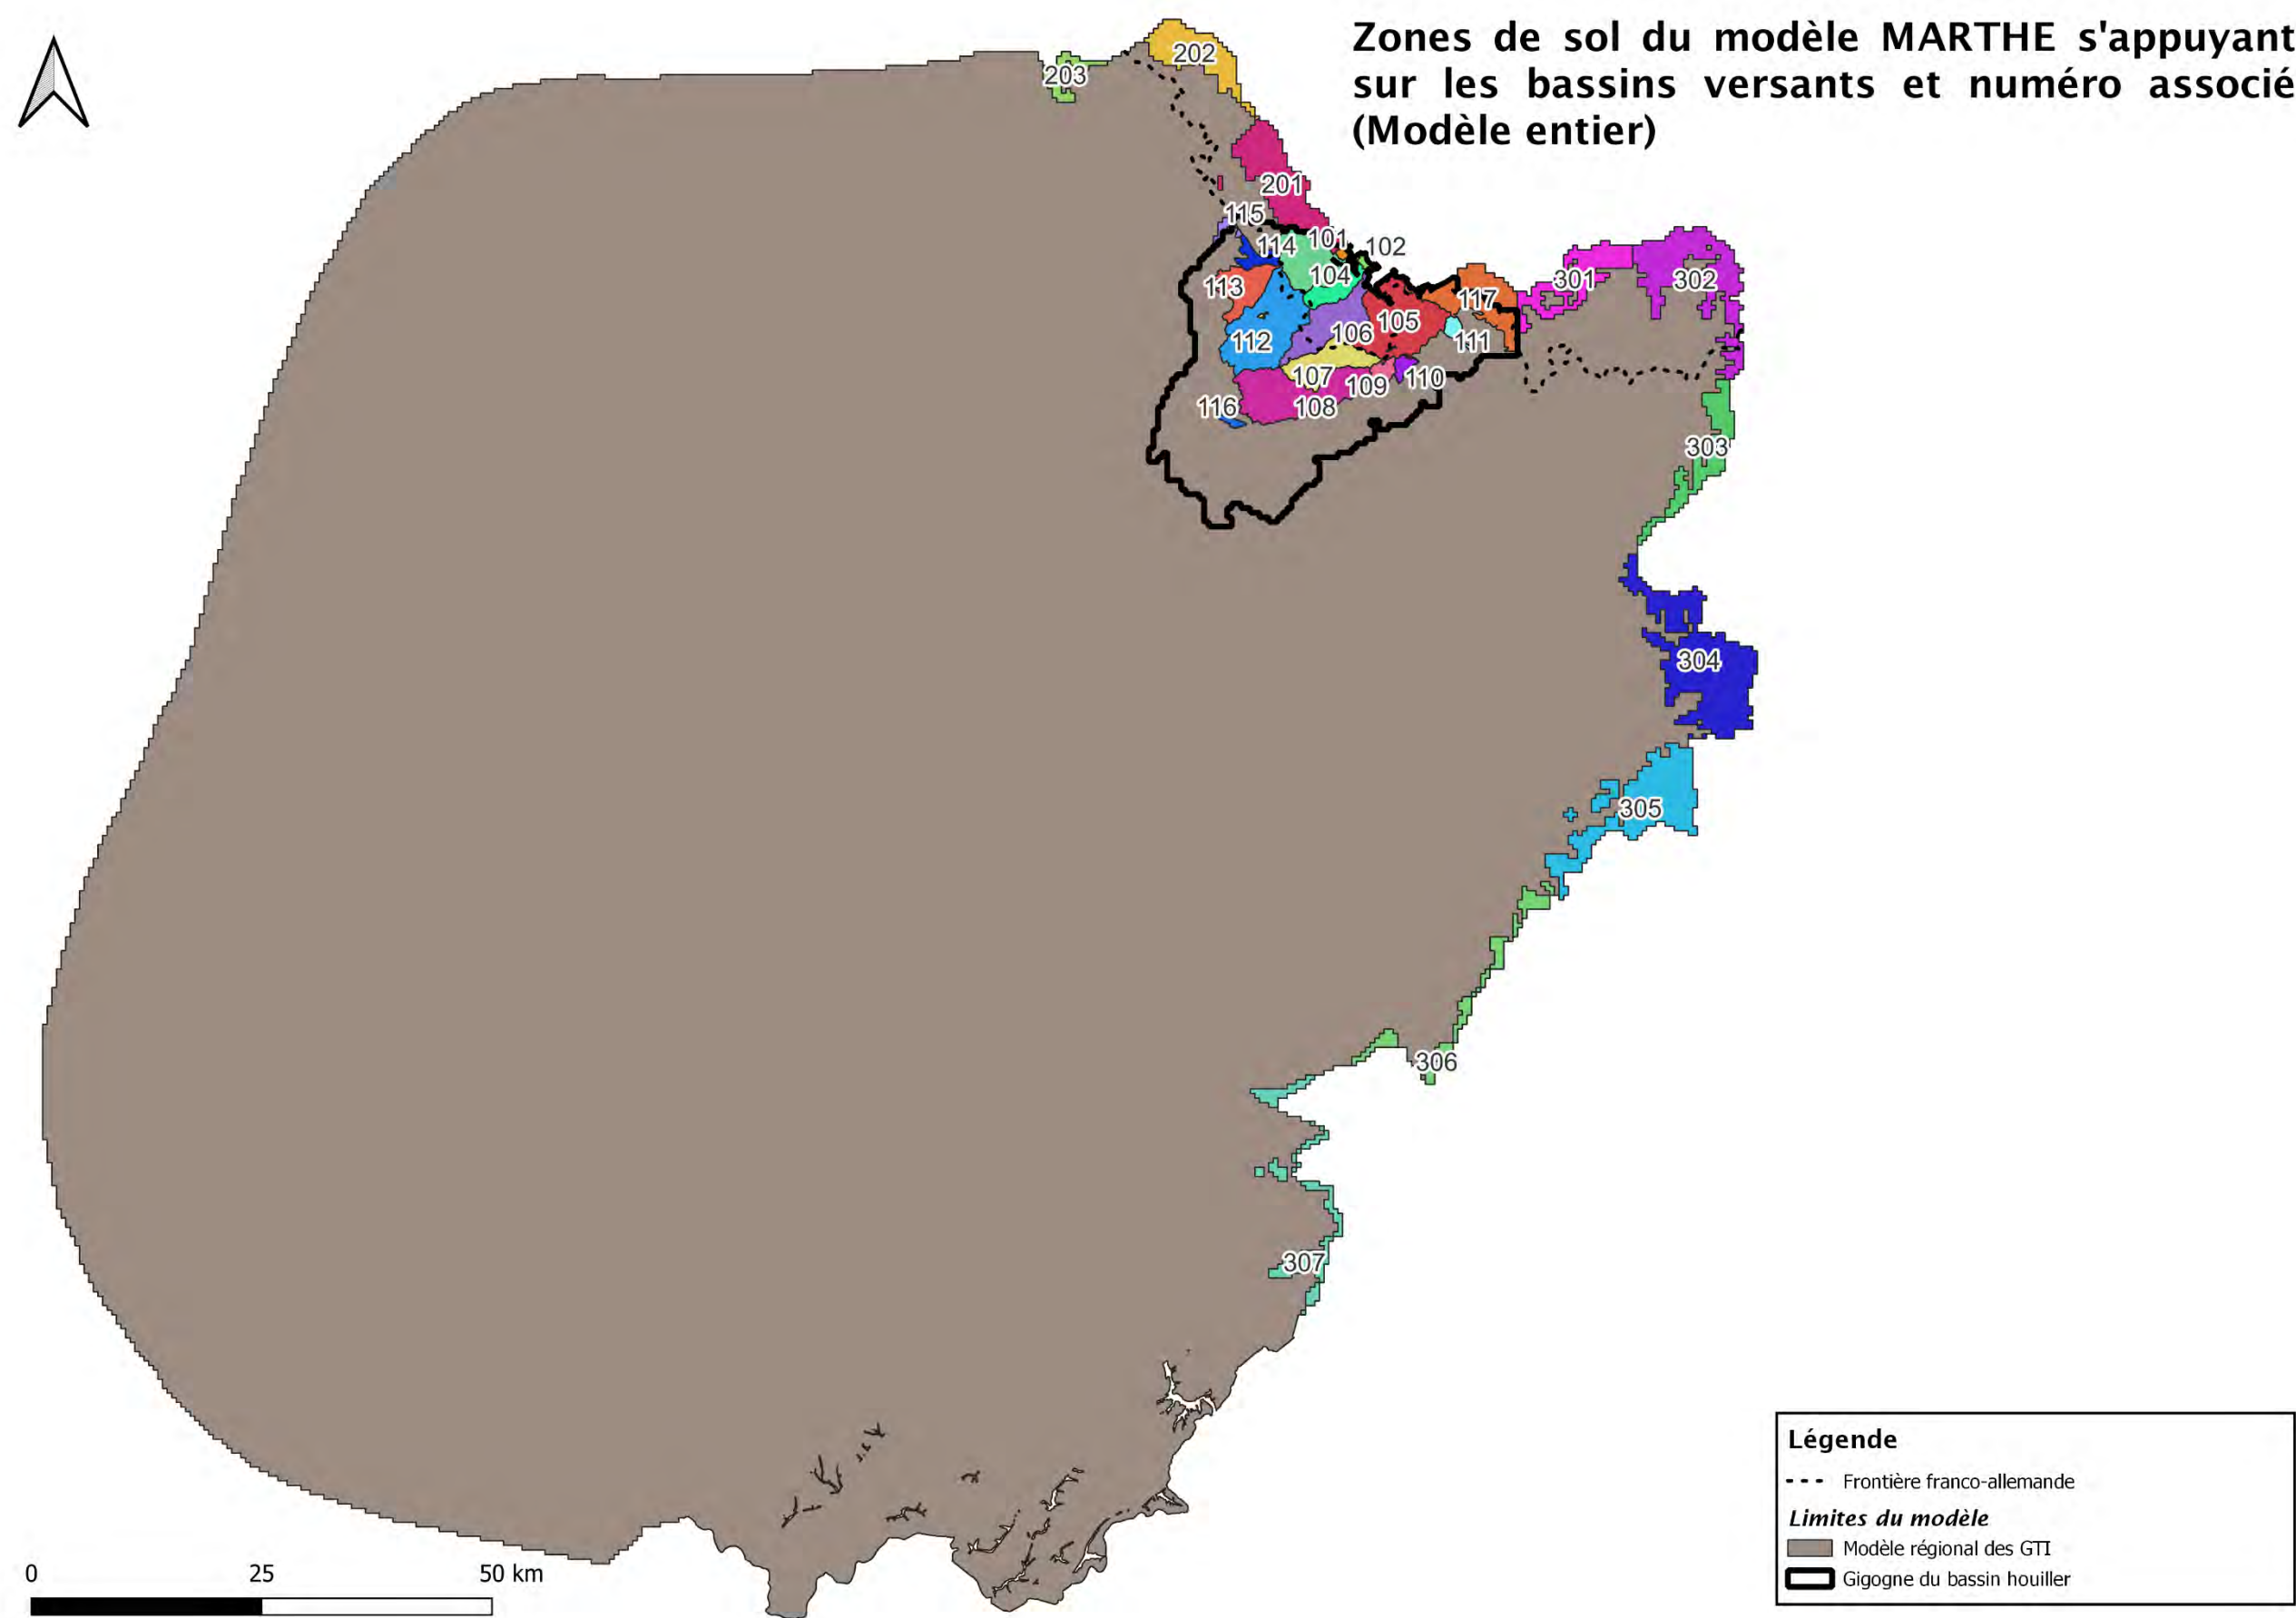 Zones de sol du modèle MARTHE s'appuyant
sur les bassins versants et numéro associé
(Modèle entier)
202
203
201
115
101
102
114
104
113
301
302
117
105
106
112
111
107
109
110
116
108
303
304
305
306
307
Légende
Frontière franco-allemande
Limites du modèle
Modèle régional des GTI
Gigogne du bassin houiller
0 25 50 km